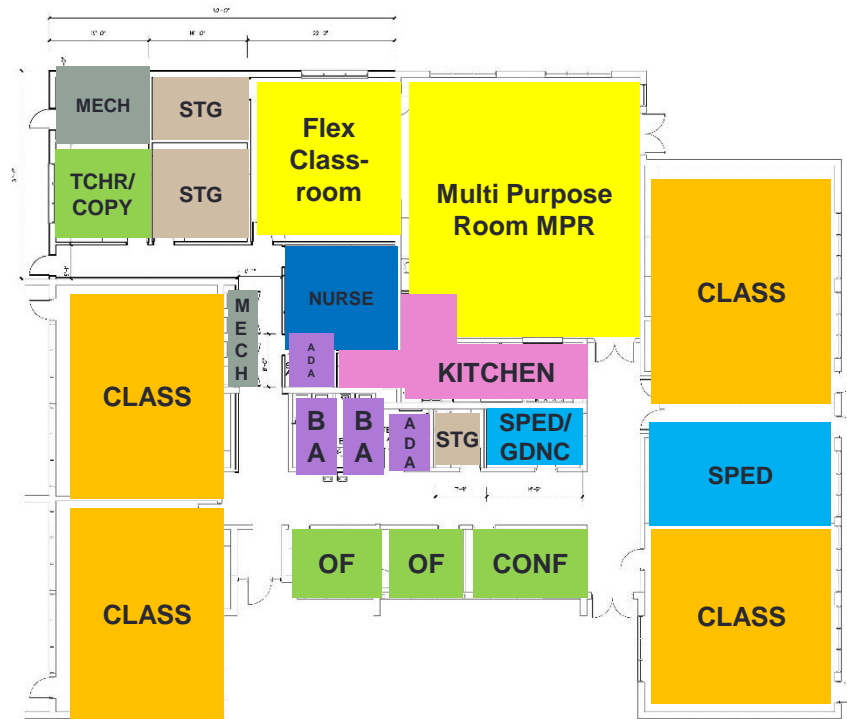 MECH
STG
Flex
Class-
room
Multi Purpose
Room MPR
TCHR/
COPY
STG
CLASS
NURSE
M
E
C
H
A
D
A
KITCHEN
CLASS
B
A
B
A
A
D
A
STG
SPED/
GDNC
SPED
OF
OF
CONF
CLASS
CLASS